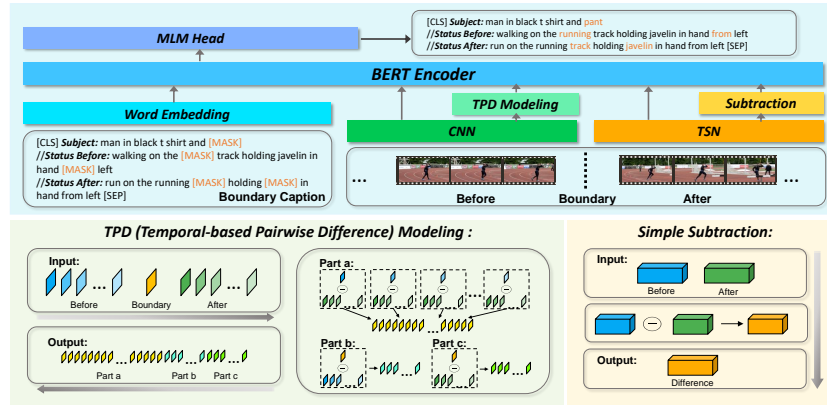 MLM Head
[CLS] Subject: man in black t shirt and pant
//Status Before: walking on the running track holding javelin in hand from left
//Status After: run on the running track holding javelin in hand from left [SEP]
BERT Encoder
Word Embedding
TPD Modeling
Subtraction
CNN
TSN
[CLS] Subject: man in black t shirt and [MASK]
//Status Before: walking on the [MASK] track holding javelin in
hand [MASK] left
//Status After: run on the running [MASK] holding [MASK] in
hand from left [SEP]
Boundary Caption
... ...
Before Boundary After
TPD (Temporal-based Pairwise Difference) Modeling :
Input:
... ...
Before Boundary After
Output:
... ... ...
Part a Part b Part c
Part a:
... ... ... ... ...
...
Part b: Part c:
... ... ... ...
Simple Subtraction:
Input:
Before After
Output:
Difference